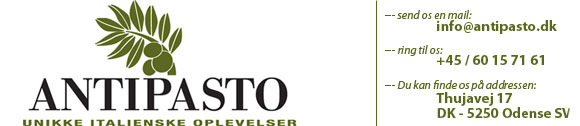 ANTIPASTO
UNIKKE ITALIENSKE OPLEVELSER
--- send os en mail:
info@antipasto.dk
--- ring til os:
+45 / 60 15 71 61
--- Du kan finde os på addressen:
Thujavej 17
DK - 5250 Odense SV